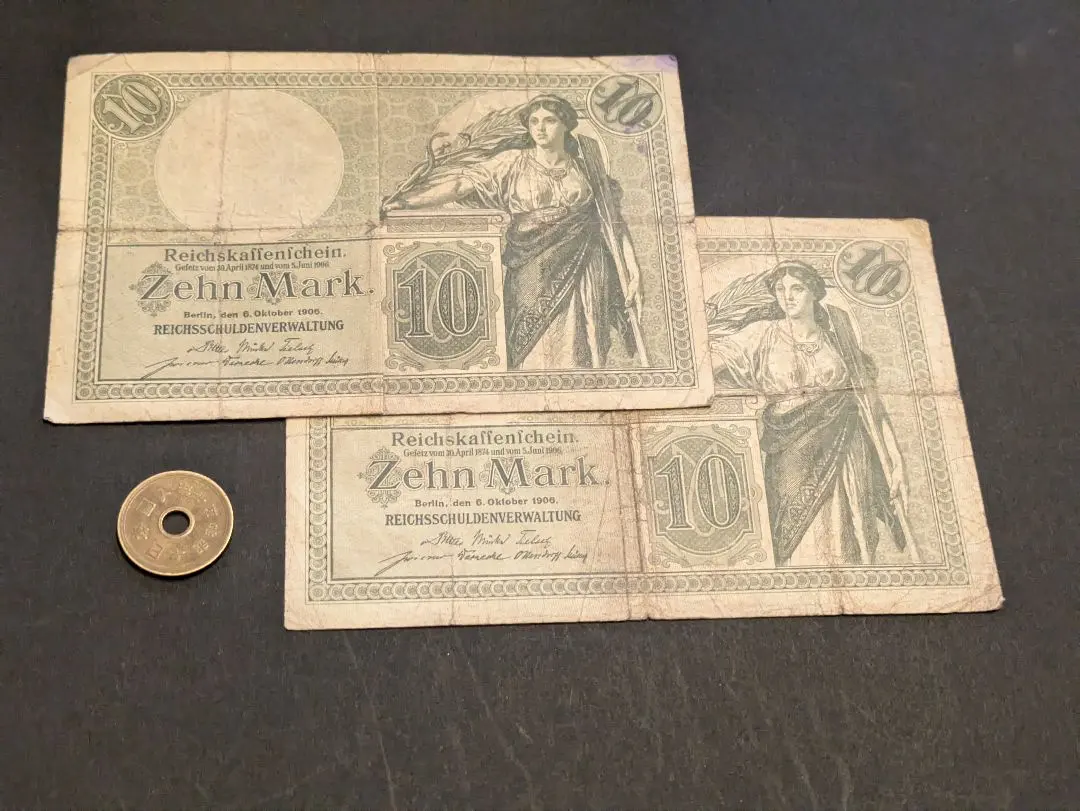 10
10
Reichskaſſenſchein.
Geſetz vom 30. April 1874 und vom 5. Juni 1906.
Zehn Mark.
Berlin, den 6. Oktober 1906.
REICHSSCHULDENVERWALTUNG
10
10
Reichskaſſenſchein.
Geſetz vom 30. April 1874 und vom 5. Juni 1906.
Zehn Mark.
Berlin, den 6. Oktober 1906.
REICHSSCHULDENVERWALTUNG
10